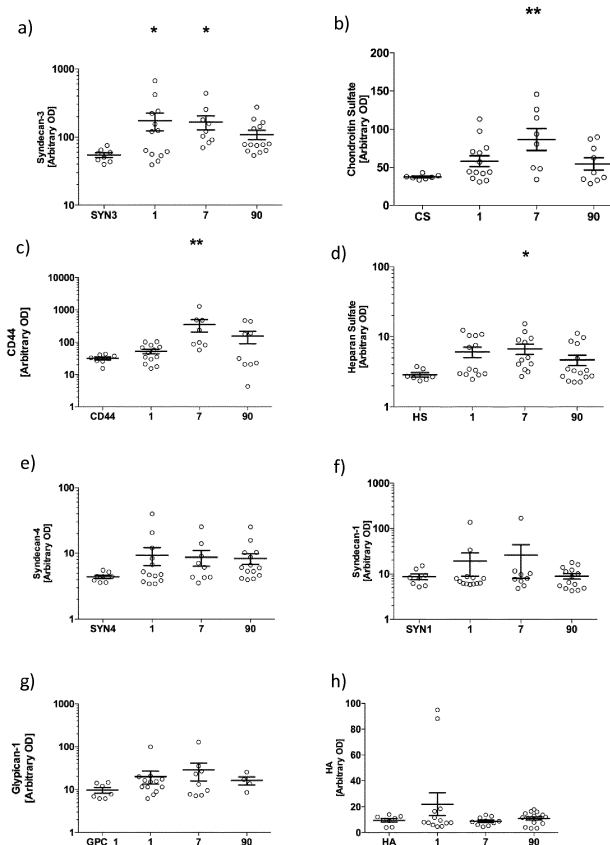 a)
* *
Syndecan-3
[Arbitrary OD]
1000
100
10
SYN3 1 7 90
b)
**
Chondroitin Sulfate
[Arbitrary OD]
200
150
100
50
0
CS 1 7 90
c)
**
CD44
[Arbitrary OD]
10000
1000
100
10
1
CD44 1 7 90
d)
*
Heparan Sulfate
[Arbitrary OD]
100
10
1
HS 1 7 90
e)
Syndecan-4
[Arbitrary OD]
100
10
1
SYN4 1 7 90
f)
Syndecan-1
[Arbitrary OD]
1000
100
10
1
SYN1 1 7 90
g)
Glypican-1
[Arbitrary OD]
1000
100
10
1
GPC_1 1 7 90
h)
HA
[Arbitrary OD]
100
80
60
40
20
0
HA 1 7 90